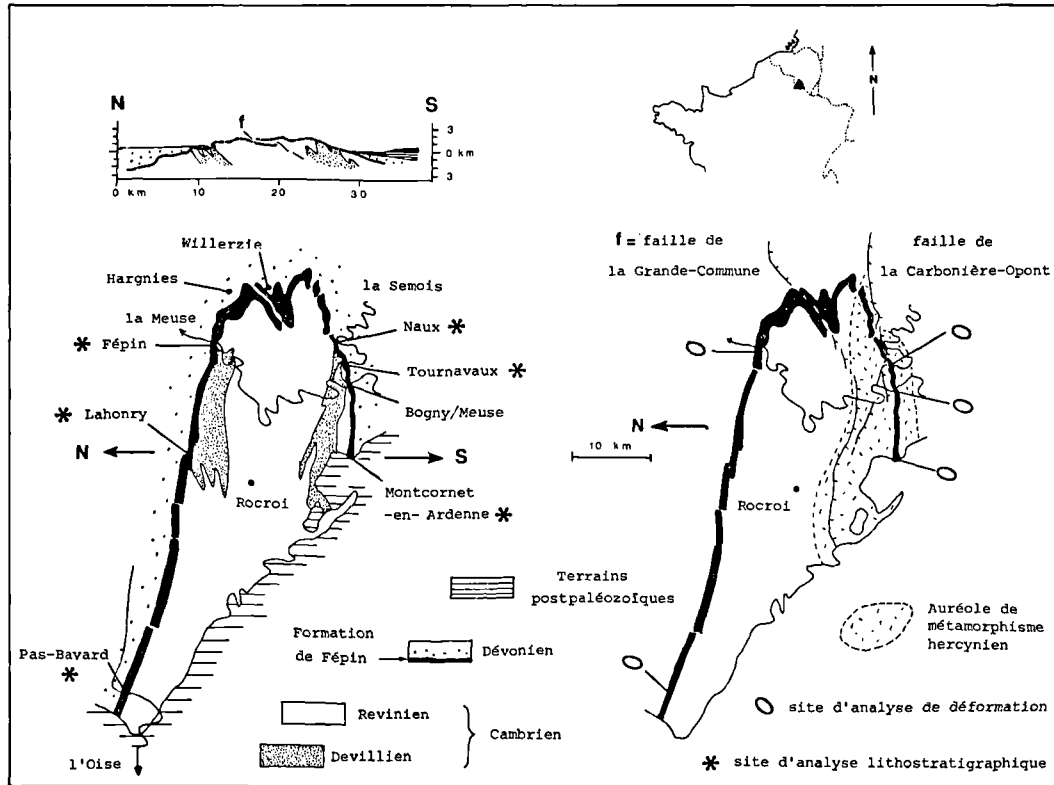 N
S
f
3
0 km
3
0 km
10
20
30
N
Willerzie
Hargnies
la Semois
la Meuse
Naux *
* Fépin
Tournavaux *
* Lahonry
Bogny/Meuse
N
S
Rocroi
Montcornet
-en- Ardenne *
Terrains
postpaléozoïques
Formation
de Fépin
Dévonien
Pas-Bavard
*
Revinien
Cambrien
Devillien
l'Oise
f = faille de
la Grande-Commune
faille de
la Carbonière-Opont
N
10 km
Rocroi
Auréole de
métamorphisme
hercynien
site d'analyse de déformation
* site d'analyse lithostratigraphique